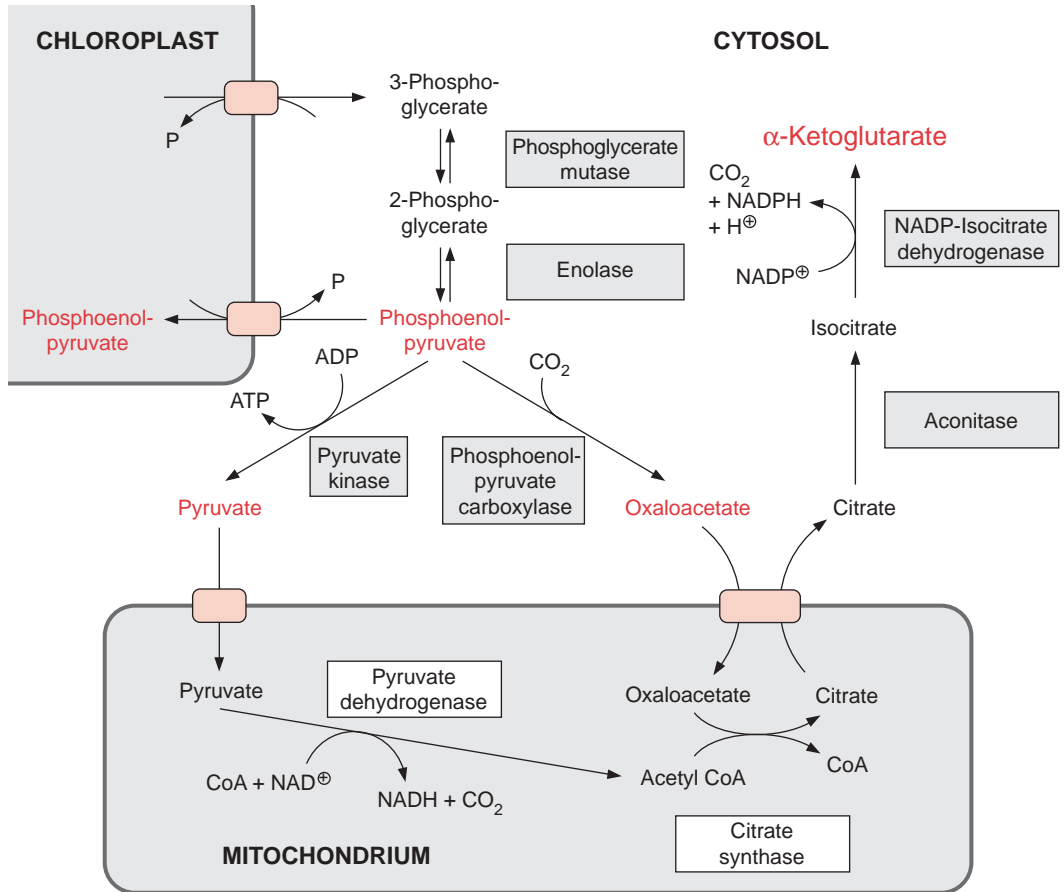 CHLOROPLAST
CYTOSOL
3-Phospho-
glycerate
P
Phosphoglycerate
mutase
α-Ketoglutarate
CO₂
+ NADPH
+ H⊕
NADP⊕
NADP-Isocitrate
dehydrogenase
2-Phospho-
glycerate
Enolase
P
Phosphoenol-
pyruvate
Phosphoenol-
pyruvate
Isocitrate
ADP
ATP
CO₂
Aconitase
Pyruvate
kinase
Phosphoenol-
pyruvate
carboxylase
Pyruvate
Oxaloacetate
Citrate
Pyruvate
Pyruvate
dehydrogenase
Oxaloacetate
Citrate
CoA + NAD⊕
NADH + CO₂
Acetyl CoA
CoA
Citrate
synthase
MITOCHONDRIUM